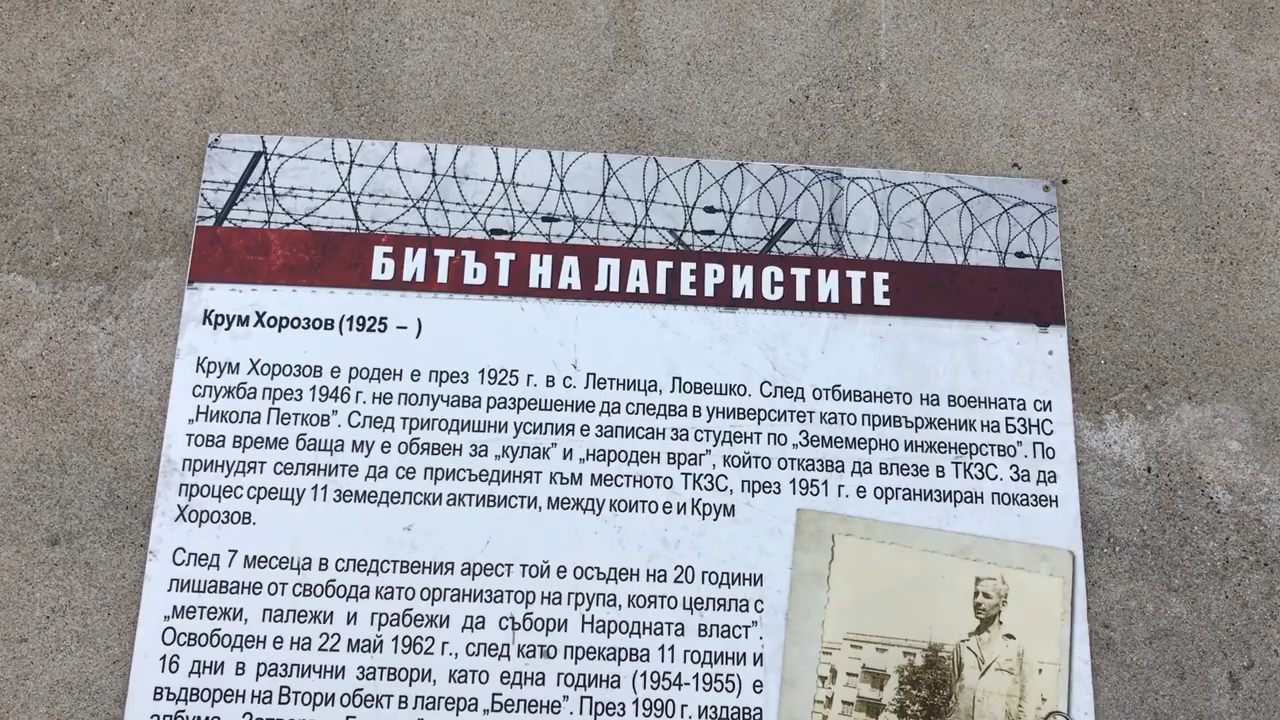 БИТЪТ НА ЛАГЕРИСТИТЕ
Крум Хорозов (1925 – )
Крум Хорозов е роден е през 1925 г. в с. Летница, Ловешко. След отбиването на военната си
служба през 1946 г. не получава разрешение да следва в университет като привърженик на БЗНС
„Никола Петков”. След тригодишни усилия е записан за студент по „Земемерно инженерство”. По
това време баща му е обявен за „кулак” и „народен враг”, който отказва да влезе в ТКЗС. За да
принудят селяните да се присъединят към местното ТКЗС, през 1951 г. е организиран показен
процес срещу 11 земеделски активисти, между които е и Крум
Хорозов.
След 7 месеца в следствения арест той е осъден на 20 години
лишаване от свобода като организатор на група, която целяла с
„метежи, палежи и грабежи да събори Народната власт”.
Освободен е на 22 май 1962 г., след като прекарва 11 години и
16 дни в различни затвори, като една година (1954-1955) е
въдворен на Втори обект в лагера „Белене”. През 1990 г. издава
албума